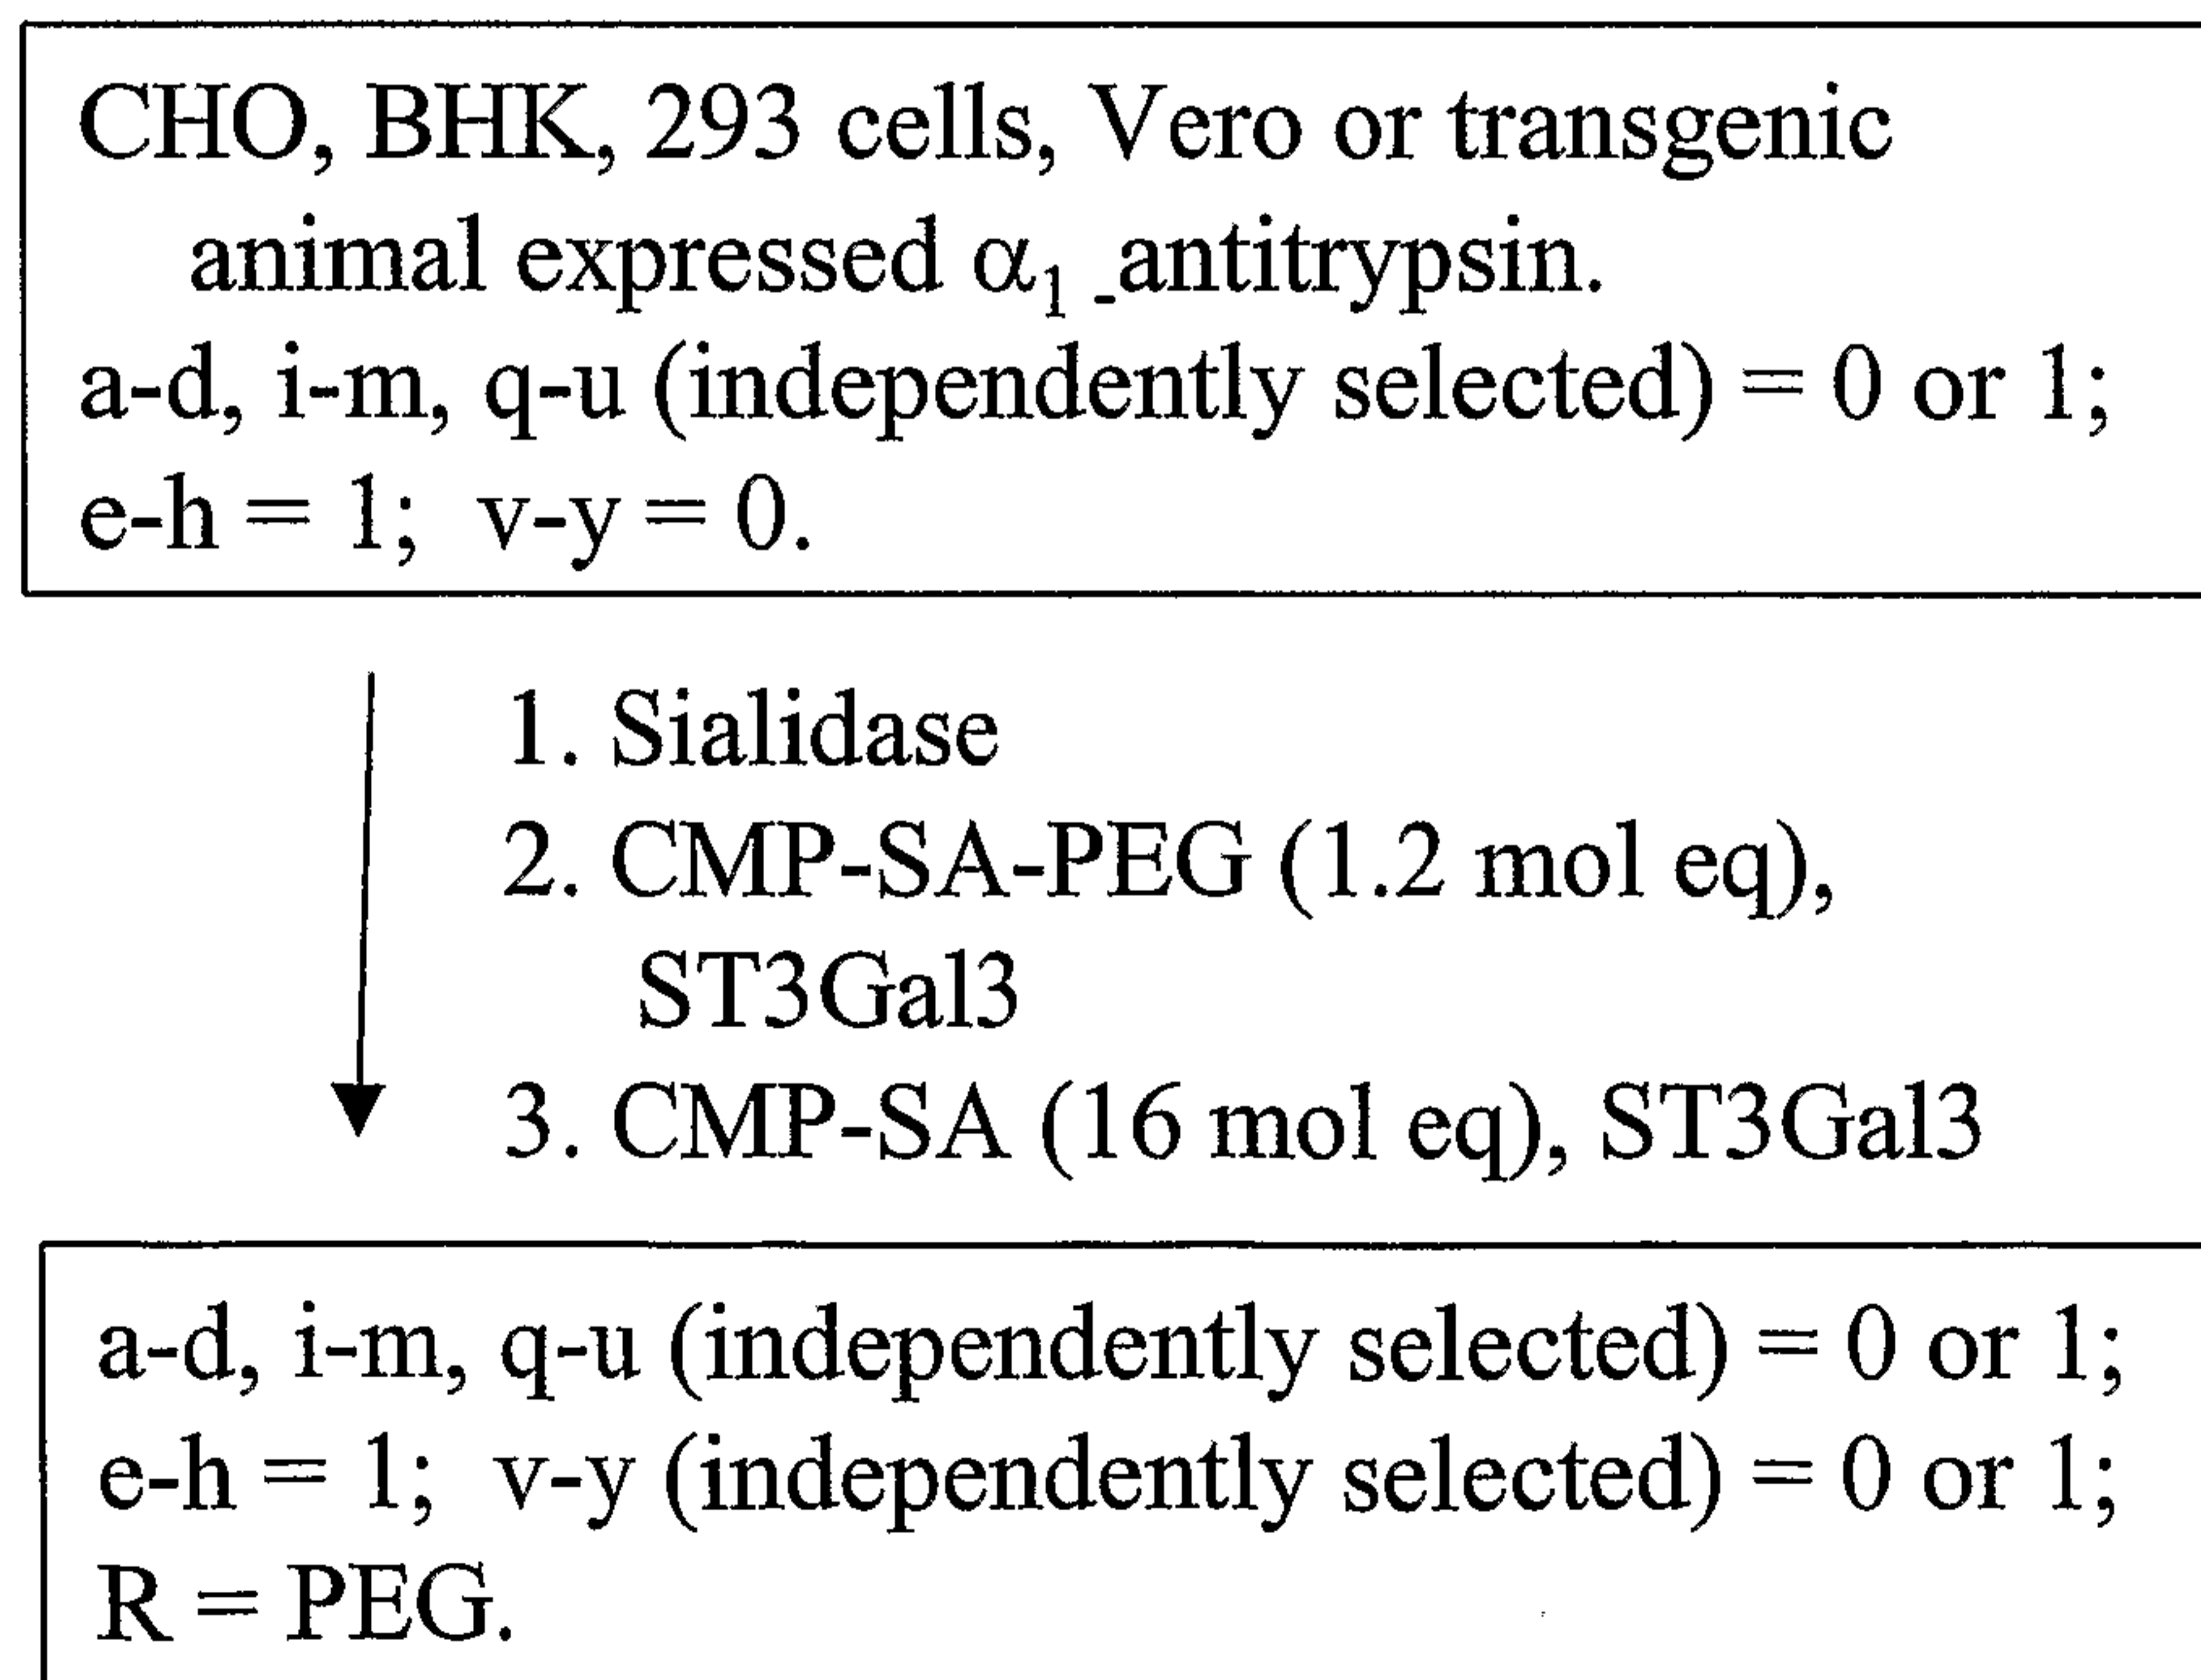 CHO, BHK, 293 cells, Vero or transgenic
animal expressed α₁ -antitrypsin.
a-d, i-m, q-u (independently selected) = 0 or 1;
e-h = 1; v-y = 0.
1. Sialidase
2. CMP-SA-PEG (1.2 mol eq),
ST3Gal3
3. CMP-SA (16 mol eq), ST3Gal3
a-d, i-m, q-u (independently selected) = 0 or 1;
e-h = 1; v-y (independently selected) = 0 or 1;
R = PEG.